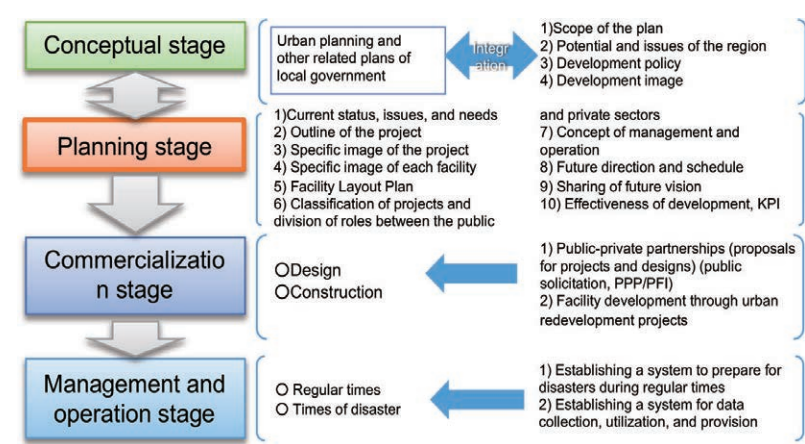 Conceptual stage
Urban planning and
other related plans of
local government
Integr
ation
1)Scope of the plan
2) Potential and issues of the region
3) Development policy
4) Development image
Planning stage
1)Current status, issues, and needs
2) Outline of the project
3) Specific image of the project
4) Specific image of each facility
5) Facility Layout Plan
6) Classification of projects and
division of roles between the public
and private sectors
7) Concept of management and
operation
8) Future direction and schedule
9) Sharing of future vision
10) Effectiveness of development, KPI
Commercializatio
n stage
○Design
○Construction
1) Public-private partnerships (proposals
for projects and designs) (public
solicitation, PPP/PFI)
2) Facility development through urban
redevelopment projects
Management and
operation stage
○ Regular times
○ Times of disaster
1) Establishing a system to prepare for
disasters during regular times
2) Establishing a system for data
collection, utilization, and provision